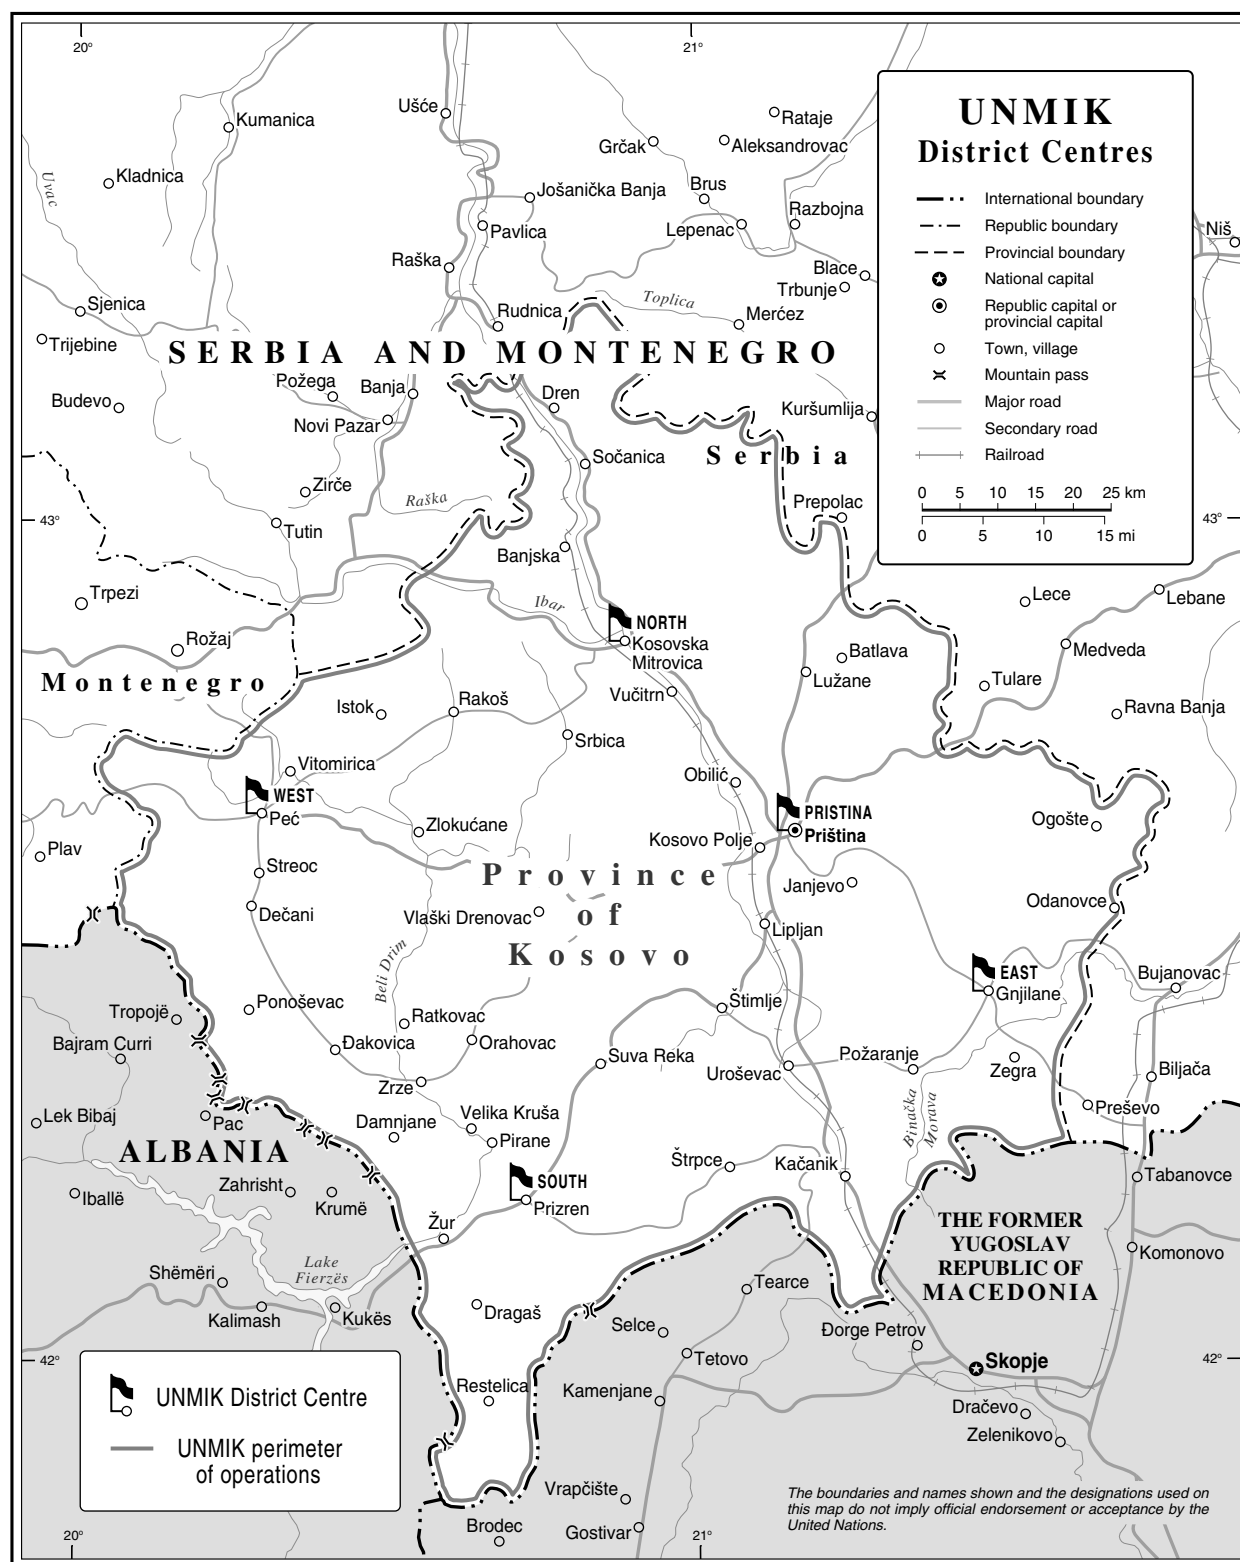 20°
21°
UNMIK
District Centres
International boundary
Republic boundary
Provincial boundary
National capital
Republic capital or
provincial capital
Town, village
Mountain pass
Major road
Secondary road
Railroad
0 5 10 15 20 25 km
0 5 10 15 mi
Ušće
Kumanica
Rataje
Grčak
Aleksandrovac
Kladnica
Uvac
Jošanička Banja
Brus
Razbojna
Pavlica
Lepenac
Niš
Raška
Blace
Trbunje
Sjenica
Toplica
Rudnica
Merćez
Trijebine
SERBIA AND MONTENEGRO
Požega
Banja
Dren
Budevo
Novi Pazar
Kuršumlija
Serbia
Sočanica
Zirče
Raška
Prepolac
43°
43°
Tutin
Banjska
Trpezi
Ibar
Lece
Lebane
NORTH
Kosovska
Mitrovica
Rožaj
Batlava
Medveda
Montenegro
Lužane
Tulare
Vučitrn
Istok
Rakoš
Ravna Banja
Srbica
Vitomirica
Obilić
WEST
Peć
PRISTINA
Priština
Ogošte
Zlokućane
Kosovo Polje
Plav
Streoc
Province
of
Kosovo
Janjevo
Dečani
Vlaški Drenovac
Odanovce
Lipljan
Beli Drim
EAST
Gnjilane
Bujanovac
Ponoševac
Štimlje
Tropojë
Ratkovac
Bajram Curri
Đakovica
Orahovac
Suva Reka
Požaranje
Uroševac
Zegra
Biljača
Zrze
Lek Bibaj
Pac
Damnjane
Velika Kruša
Binačka
Morava
Preševo
Pirane
ALBANIA
Štrpce
Kačanik
Tabanovce
Iballë
Zahrisht
Krumë
SOUTH
Prizren
Žur
THE FORMER
YUGOSLAV
REPUBLIC OF
MACEDONIA
Komonovo
Lake
Fierzës
Shëmëri
Tearce
Kalimash
Kukës
Dragaš
Selce
Đorge Petrov
42°
42°
Tetovo
Skopje
UNMIK District Centre
UNMIK perimeter
of operations
Restelica
Kamenjane
Dračevo
Zelenikovo
Vrapčište
Brodec
Gostivar
The boundaries and names shown and the designations used on
this map do not imply official endorsement or acceptance by the
United Nations.
20°
21°